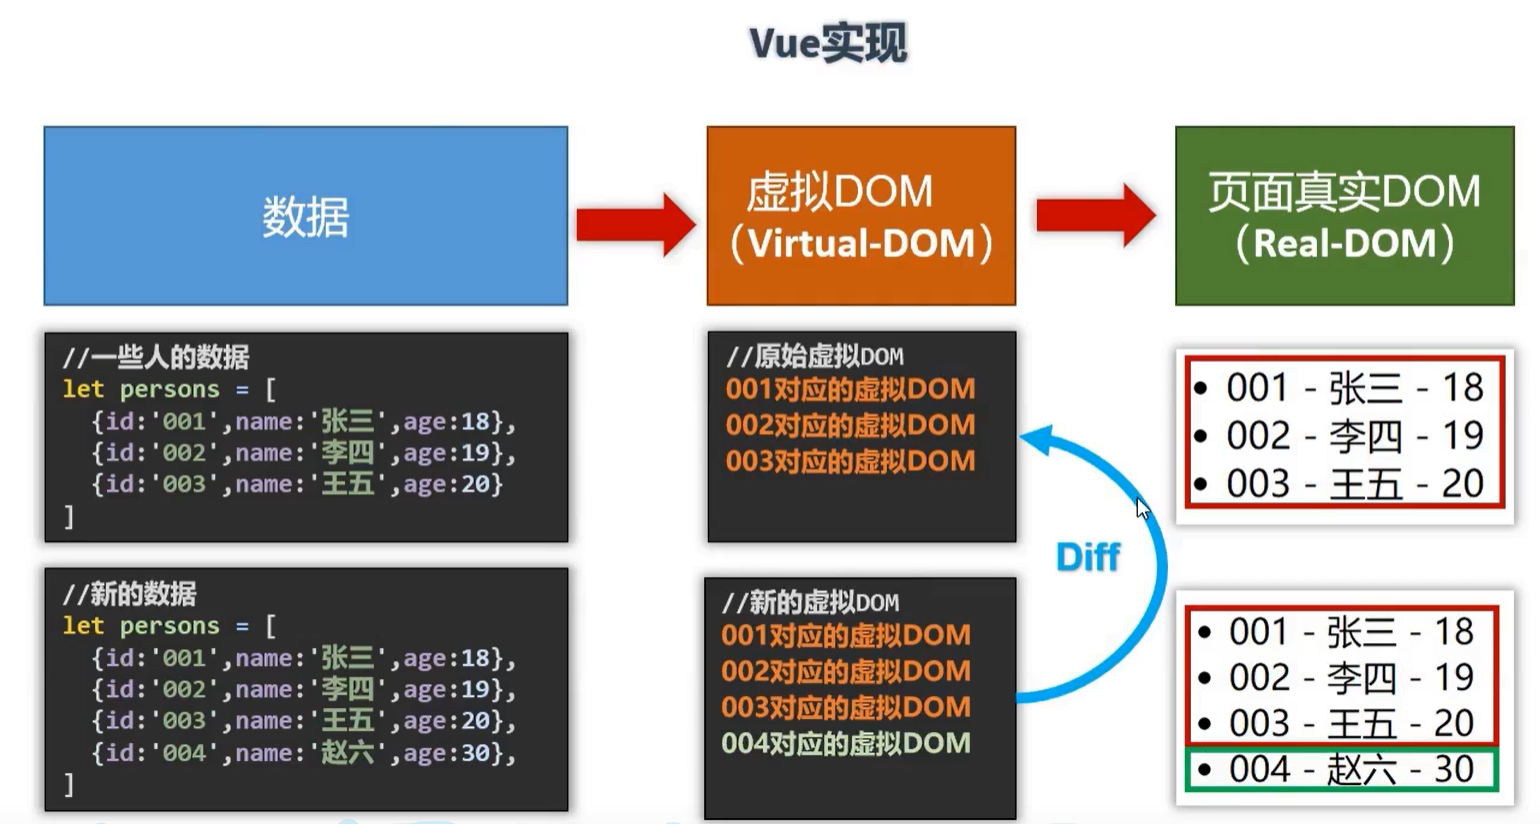 Vue实现
数据
虚拟DOM
（Virtual-DOM）
页面真实DOM
（Real-DOM）
//一些人的数据
let persons = [
{id:'001',name:'张三',age:18},
{id:'002',name:'李四',age:19},
{id:'003',name:'王五',age:20}
]
//原始虚拟DOM
001对应的虚拟DOM
002对应的虚拟DOM
003对应的虚拟DOM
• 001 - 张三 - 18
• 002 - 李四 - 19
• 003 - 王五 - 20
Diff
//新的数据
let persons = [
{id:'001',name:'张三',age:18},
{id:'002',name:'李四',age:19},
{id:'003',name:'王五',age:20},
{id:'004',name:'赵六',age:30},
]
//新的虚拟DOM
001对应的虚拟DOM
002对应的虚拟DOM
003对应的虚拟DOM
004对应的虚拟DOM
• 001 - 张三 - 18
• 002 - 李四 - 19
• 003 - 王五 - 20
• 004 - 赵六 - 30